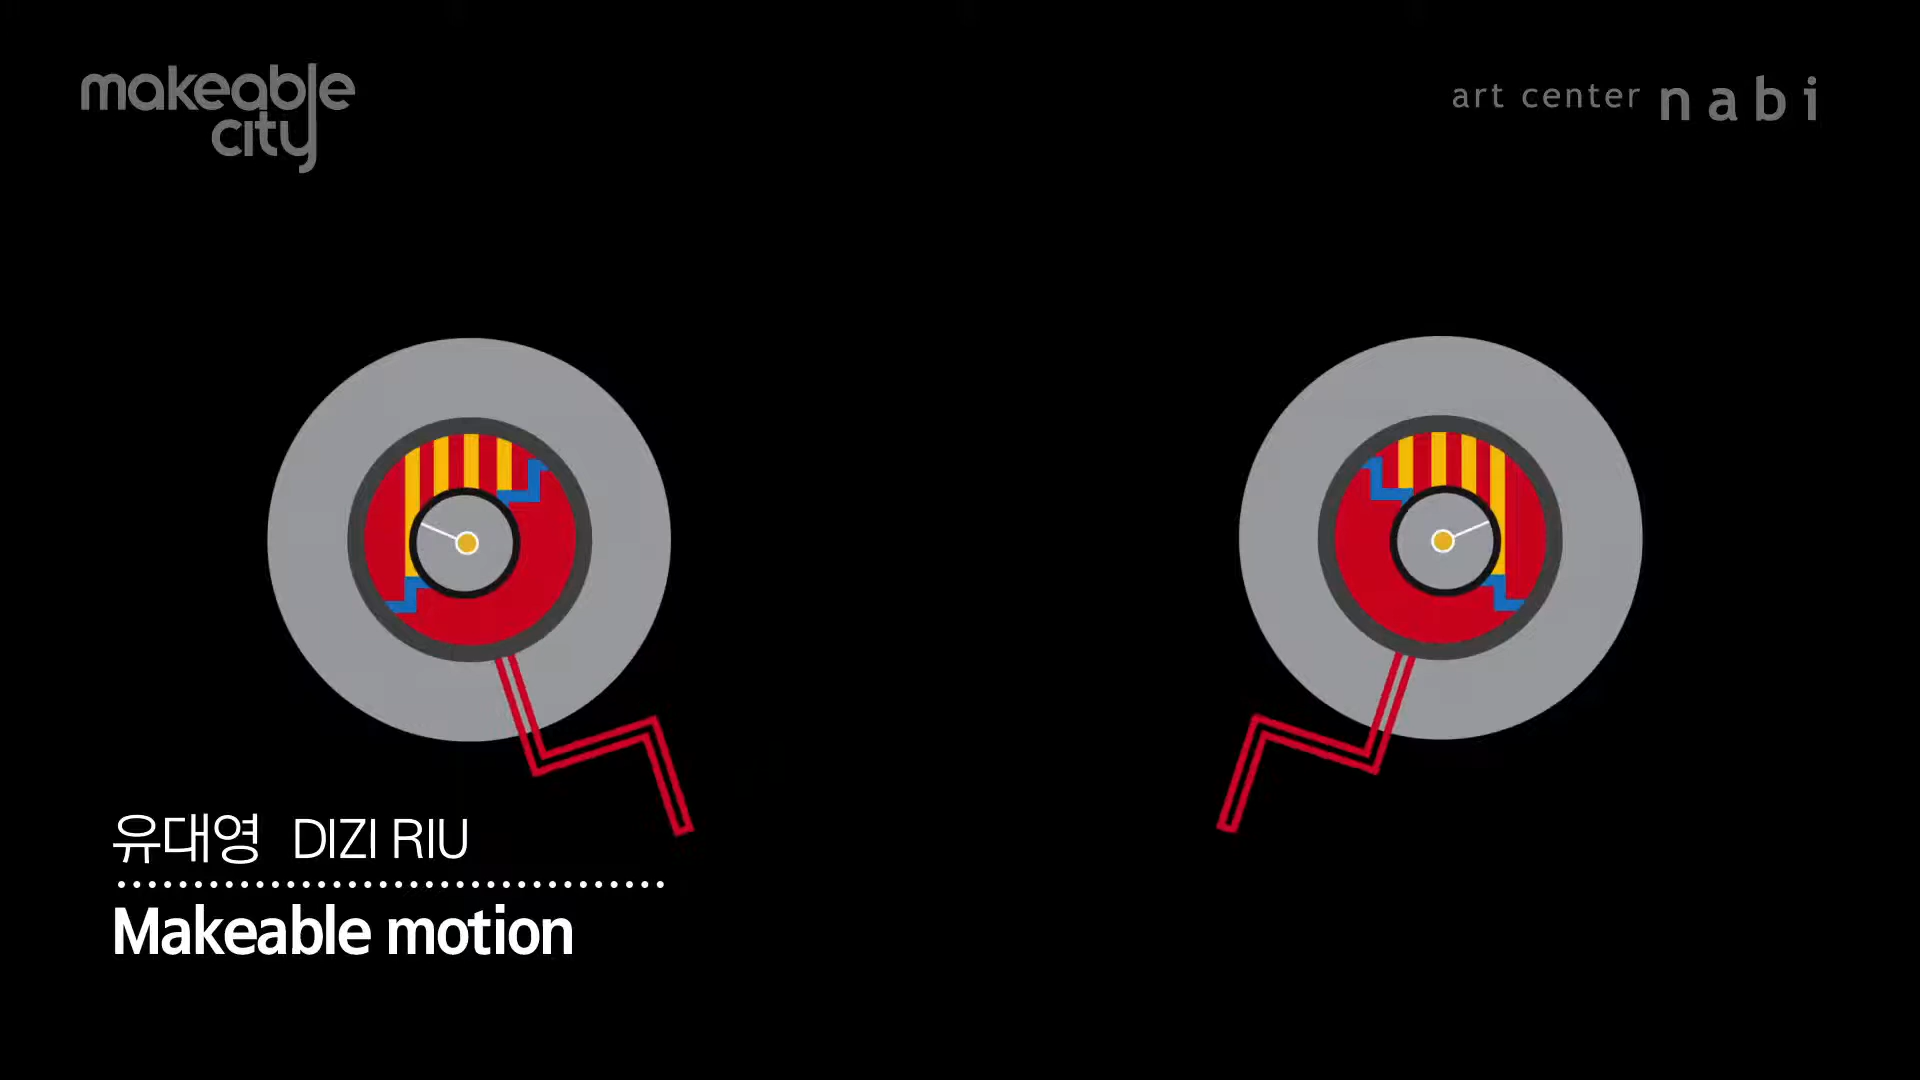 makeable
city
art center nabi
유대영 DIZI RIU
Makeable motion